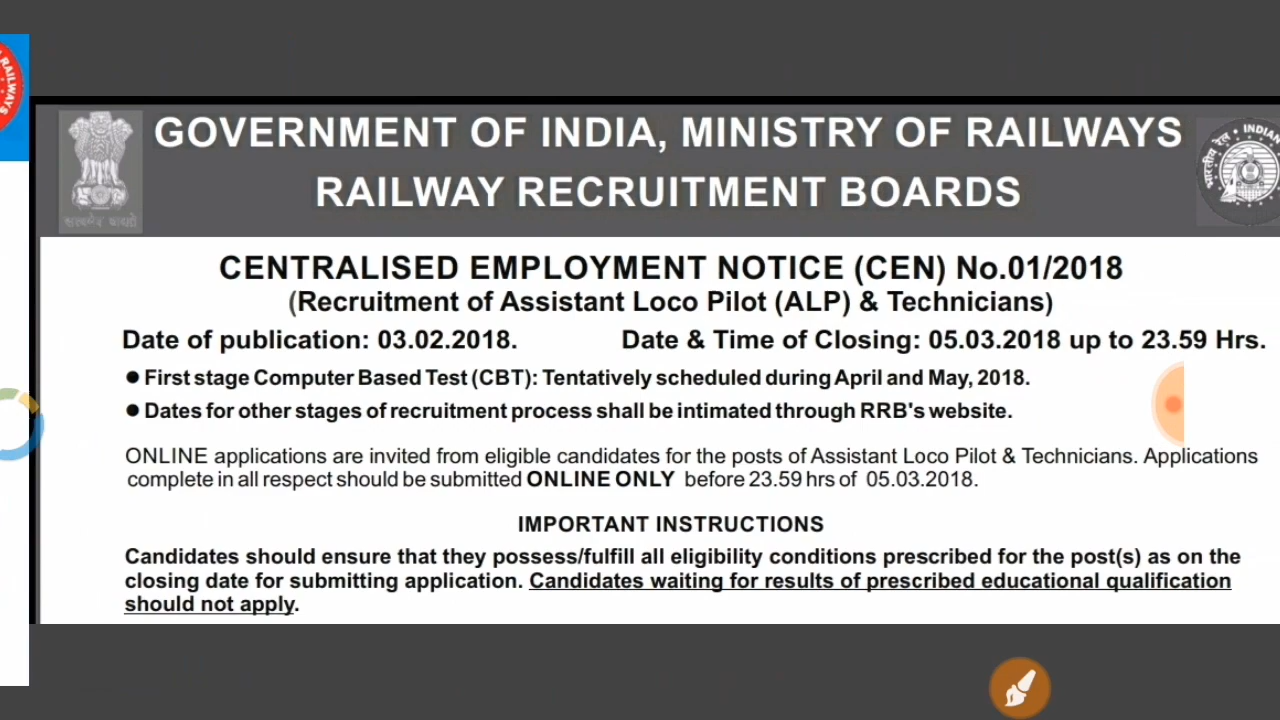 RAILWAYS
GOVERNMENT OF INDIA, MINISTRY OF RAILWAYS
RAILWAY RECRUITMENT BOARDS
सत्यमेव जयते
भारतीय रेल • INDIAN
CENTRALISED EMPLOYMENT NOTICE (CEN) No.01/2018
(Recruitment of Assistant Loco Pilot (ALP) & Technicians)
Date of publication: 03.02.2018. Date & Time of Closing: 05.03.2018 up to 23.59 Hrs.
● First stage Computer Based Test (CBT): Tentatively scheduled during April and May, 2018.
● Dates for other stages of recruitment process shall be intimated through RRB's website.
ONLINE applications are invited from eligible candidates for the posts of Assistant Loco Pilot & Technicians. Applications
complete in all respect should be submitted ONLINE ONLY before 23.59 hrs of 05.03.2018.
IMPORTANT INSTRUCTIONS
Candidates should ensure that they possess/fulfill all eligibility conditions prescribed for the post(s) as on the
closing date for submitting application. Candidates waiting for results of prescribed educational qualification
should not apply.